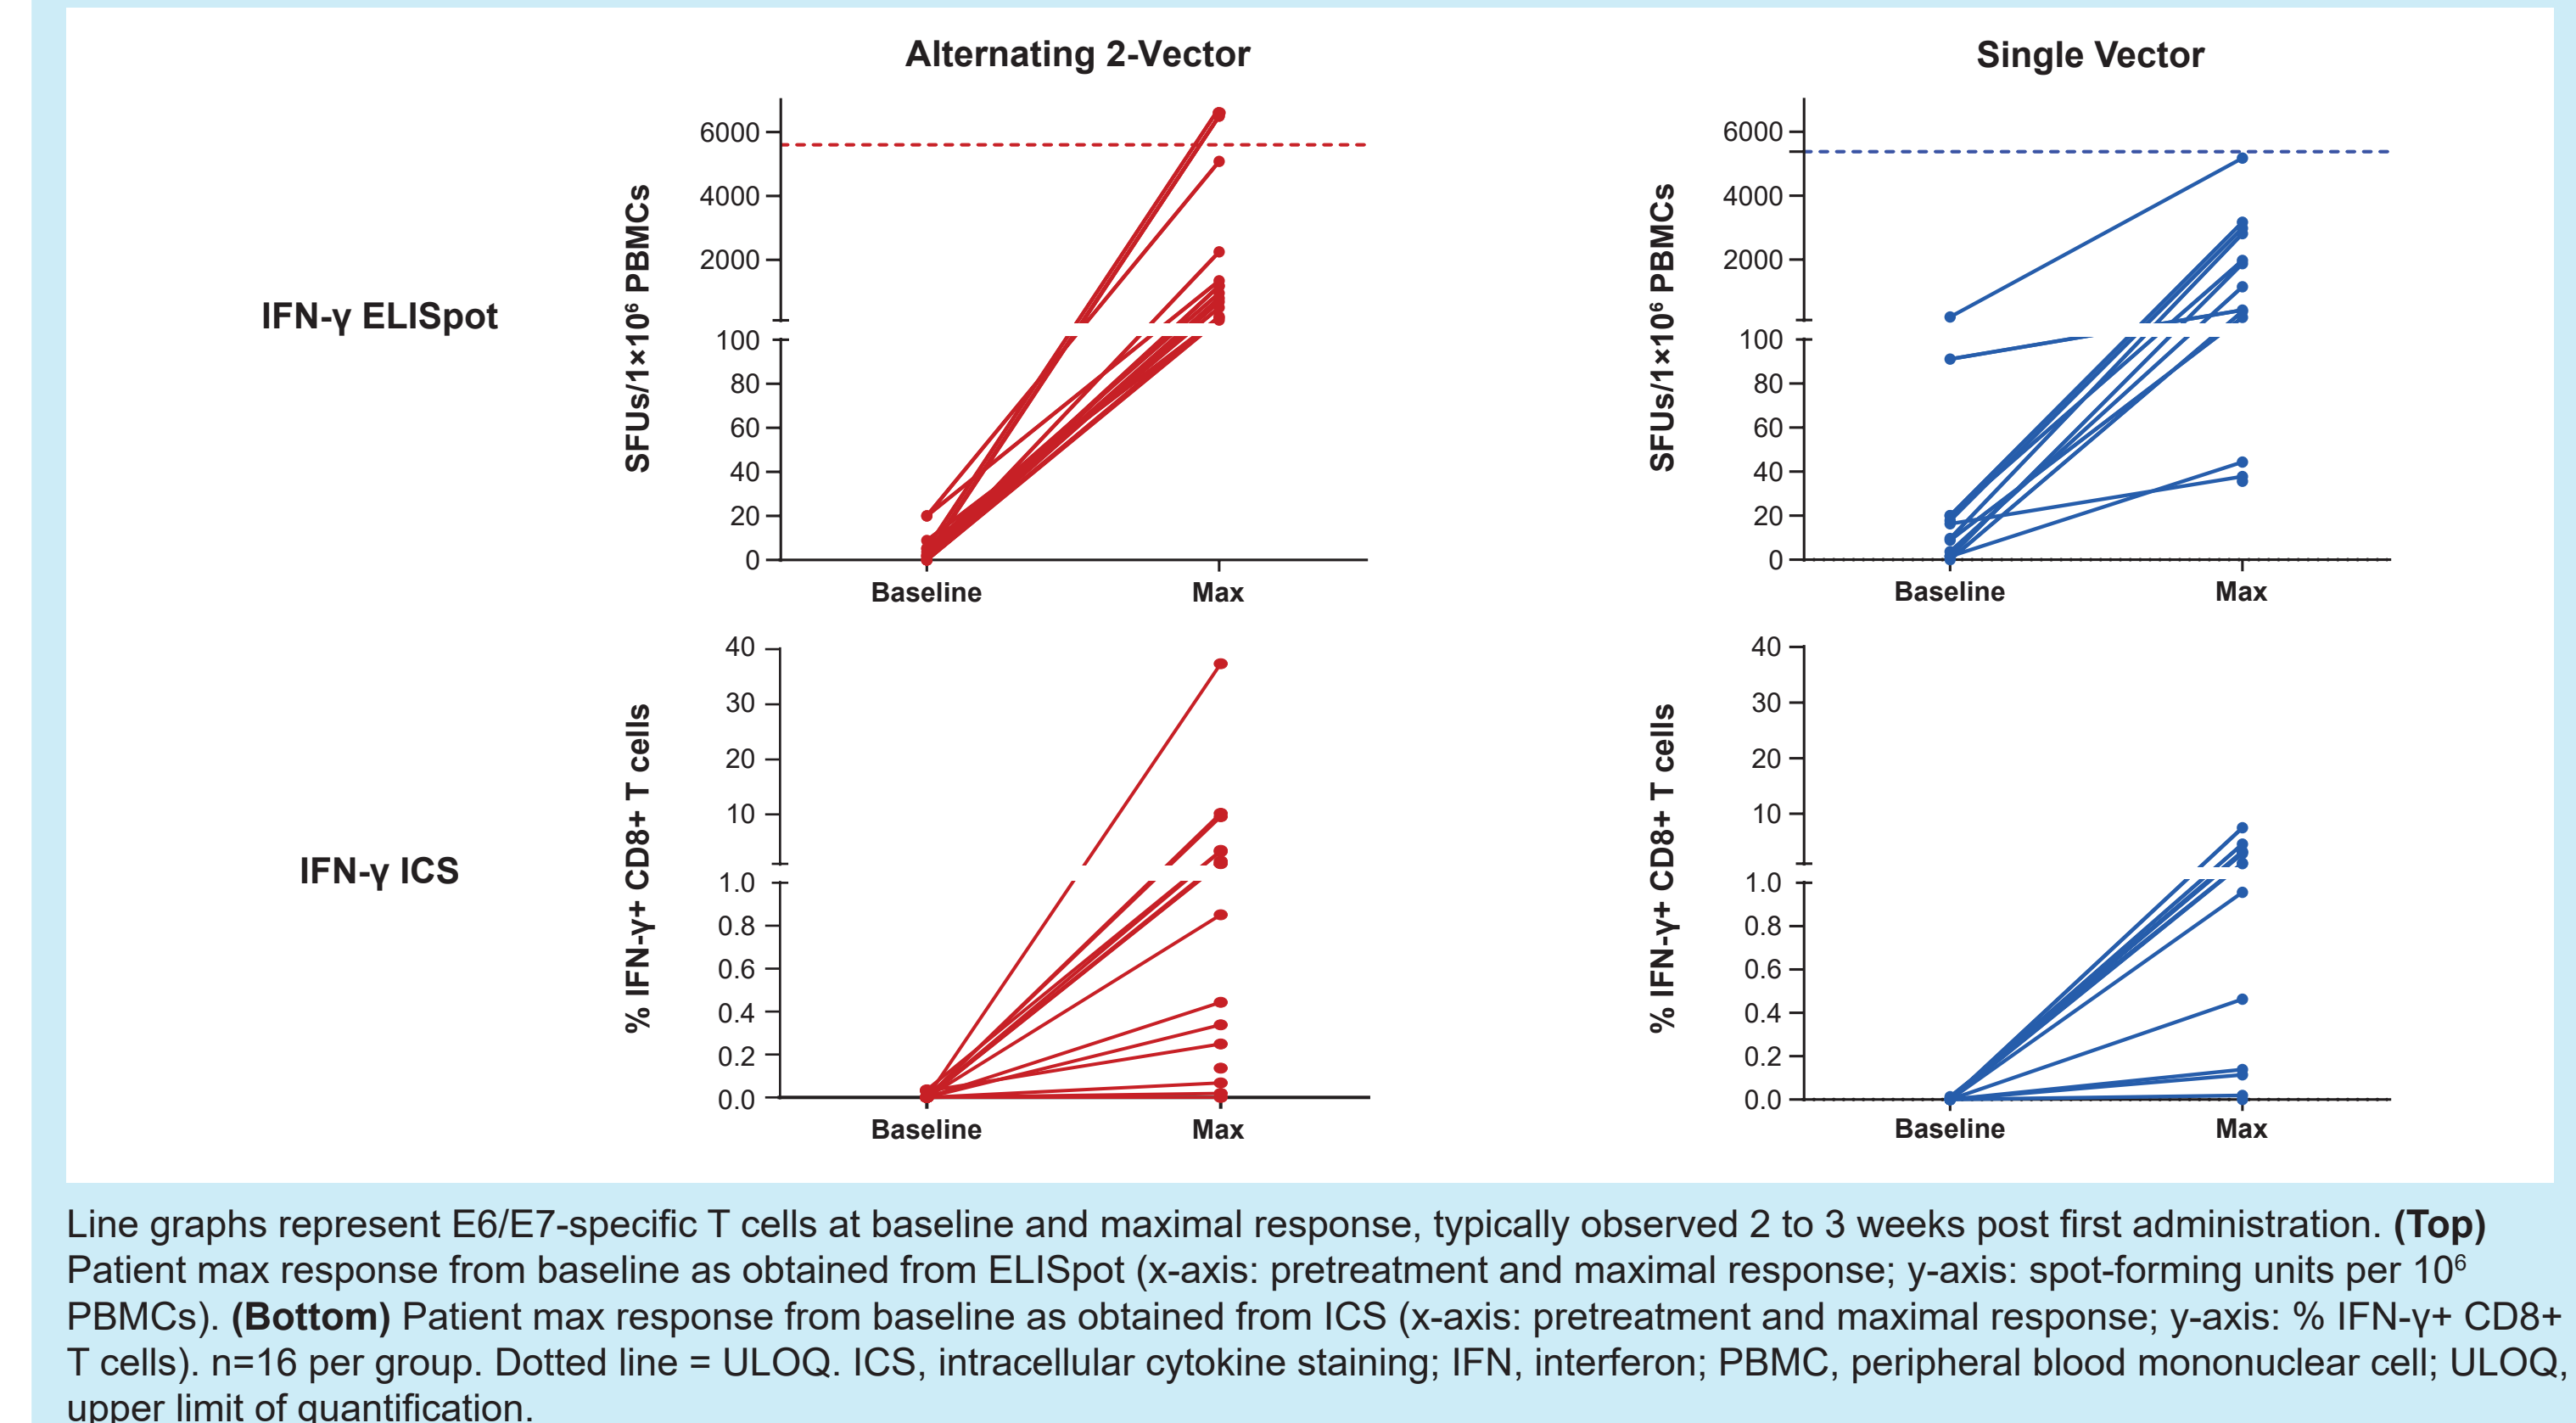 Alternating 2-Vector
Single Vector
IFN-γ ELISpot
SFUs/1×10⁶ PBMCs
6000
4000
2000
100
80
60
40
20
0
Baseline Max
SFUs/1×10⁶ PBMCs
6000
4000
2000
100
80
60
40
20
0
Baseline Max
IFN-γ ICS
% IFN-γ+ CD8+ T cells
40
30
20
10
1.0
0.8
0.6
0.4
0.2
0.0
Baseline Max
% IFN-γ+ CD8+ T cells
40
30
20
10
1.0
0.8
0.6
0.4
0.2
0.0
Baseline Max
Line graphs represent E6/E7-specific T cells at baseline and maximal response, typically observed 2 to 3 weeks post first administration. (Top)
Patient max response from baseline as obtained from ELISpot (x-axis: pretreatment and maximal response; y-axis: spot-forming units per 10⁶
PBMCs). (Bottom) Patient max response from baseline as obtained from ICS (x-axis: pretreatment and maximal response; y-axis: % IFN-γ+ CD8+
T cells). n=16 per group. Dotted line = ULOQ. ICS, intracellular cytokine staining; IFN, interferon; PBMC, peripheral blood mononuclear cell; ULOQ,
upper limit of quantification.